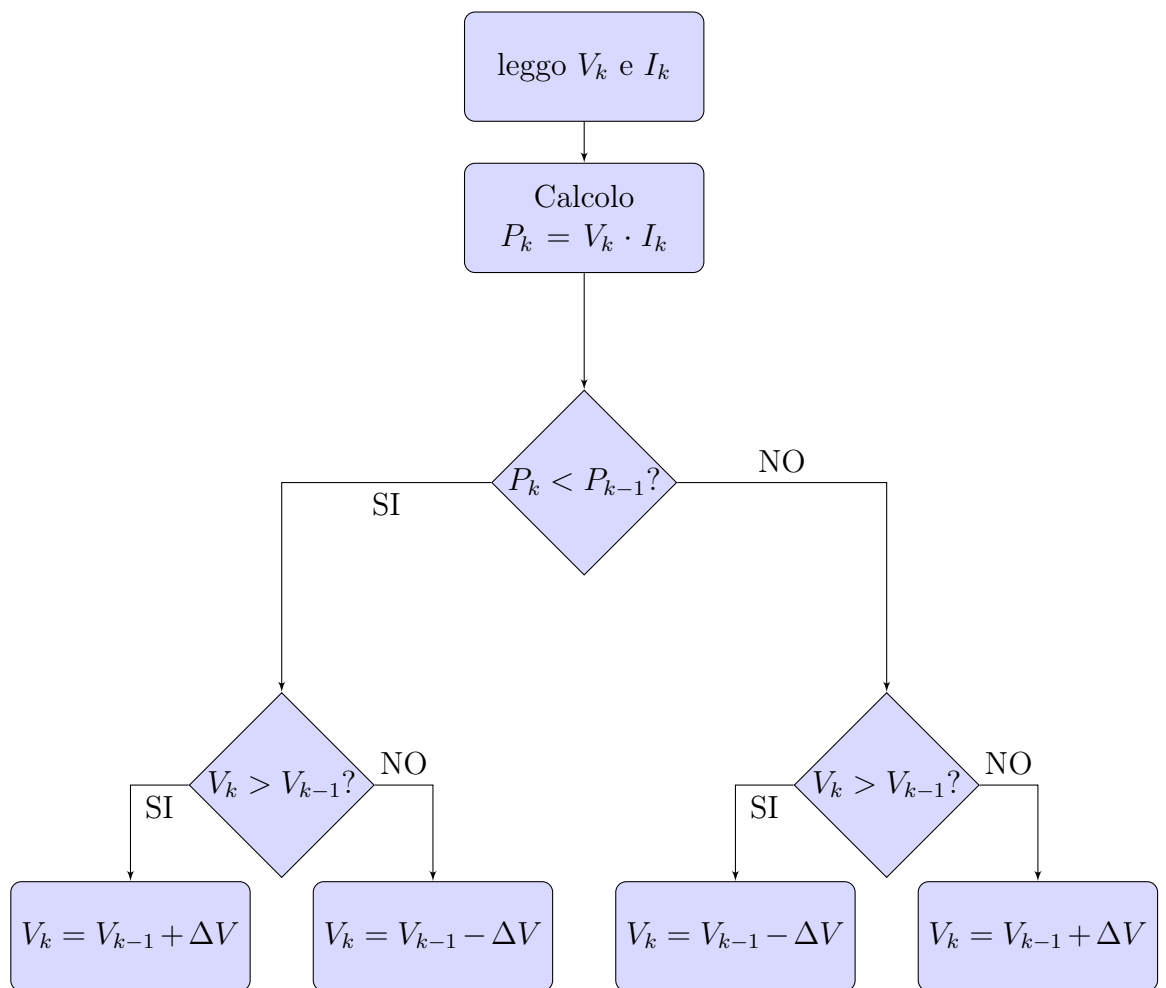 leggo V_k e I_k
Calcolo
P_k = V_k · I_k
P_k < P_{k−1}?
SI
NO
V_k > V_{k−1}?
SI
NO
V_k > V_{k−1}?
SI
NO
V_k = V_{k−1} + ΔV
V_k = V_{k−1} − ΔV
V_k = V_{k−1} − ΔV
V_k = V_{k−1} + ΔV